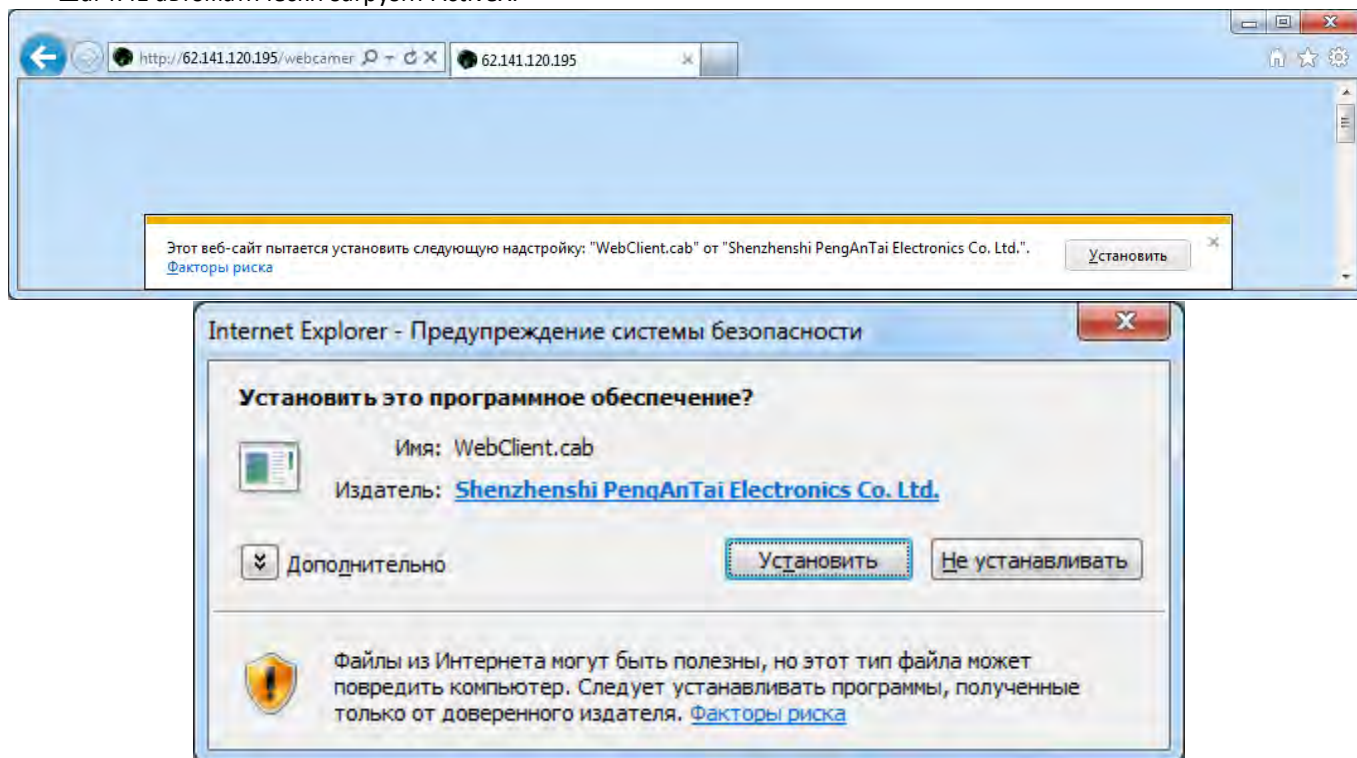 http://62.141.120.195/webcamer
62.141.120.195
Этот веб-сайт пытается установить следующую надстройку: "WebClient.cab" от "Shenzhenshi PengAnTai Electronics Co. Ltd.".
Факторы риска
Установить
Internet Explorer - Предупреждение системы безопасности
Установить это программное обеспечение?
Имя: WebClient.cab
Издатель: Shenzhenshi PengAnTai Electronics Co. Ltd.
Дополнительно
Установить
Не устанавливать
Файлы из Интернета могут быть полезны, но этот тип файла может
повредить компьютер. Следует устанавливать программы, полученные
только от доверенного издателя. Факторы риска